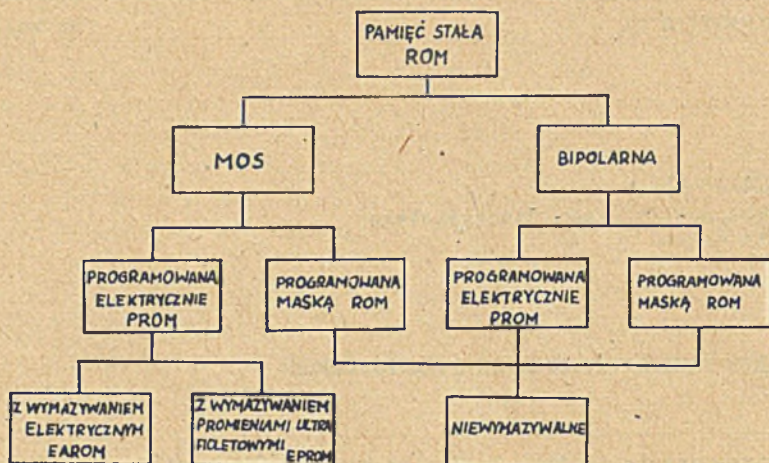 PAMIĘĆ STAŁA
ROM
MOS
BIPOLARNA
PROGRAMOWANA
ELEKTRYCZNIE
PROM
PROGRAMOWANA
MASKĄ ROM
PROGRAMOWANA
ELEKTRYCZNIE
PROM
PROGRAMOWANA
MASKĄ ROM
Z WYMAZYWANIEM
ELEKTRYCZNYM
EAROM
Z WYMAZYWANIEM
PROMIENIAMI ULTRA
FIOLETOWYMI
EPROM
NIEWYMAZYWALNE